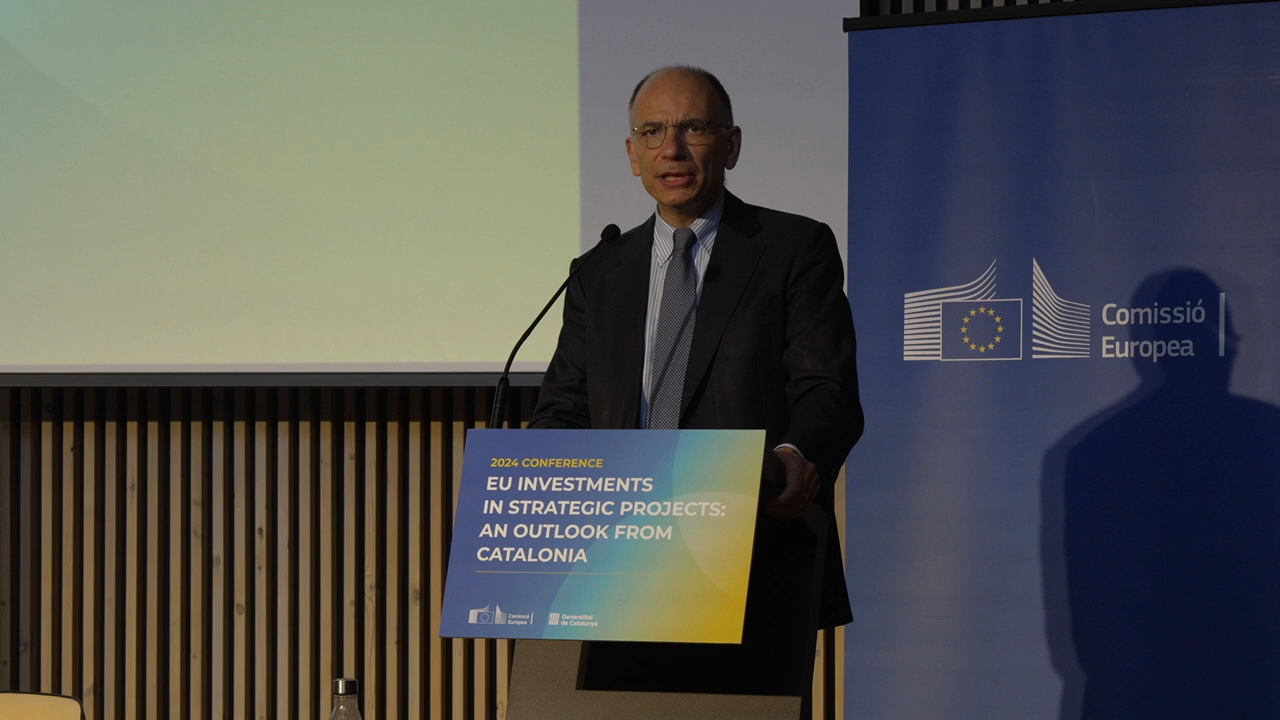 Comissió
Europea
2024 CONFERENCE
EU INVESTMENTS
IN STRATEGIC PROJECTS:
AN OUTLOOK FROM
CATALONIA
Comissió
Europea
Generalitat
de Catalunya